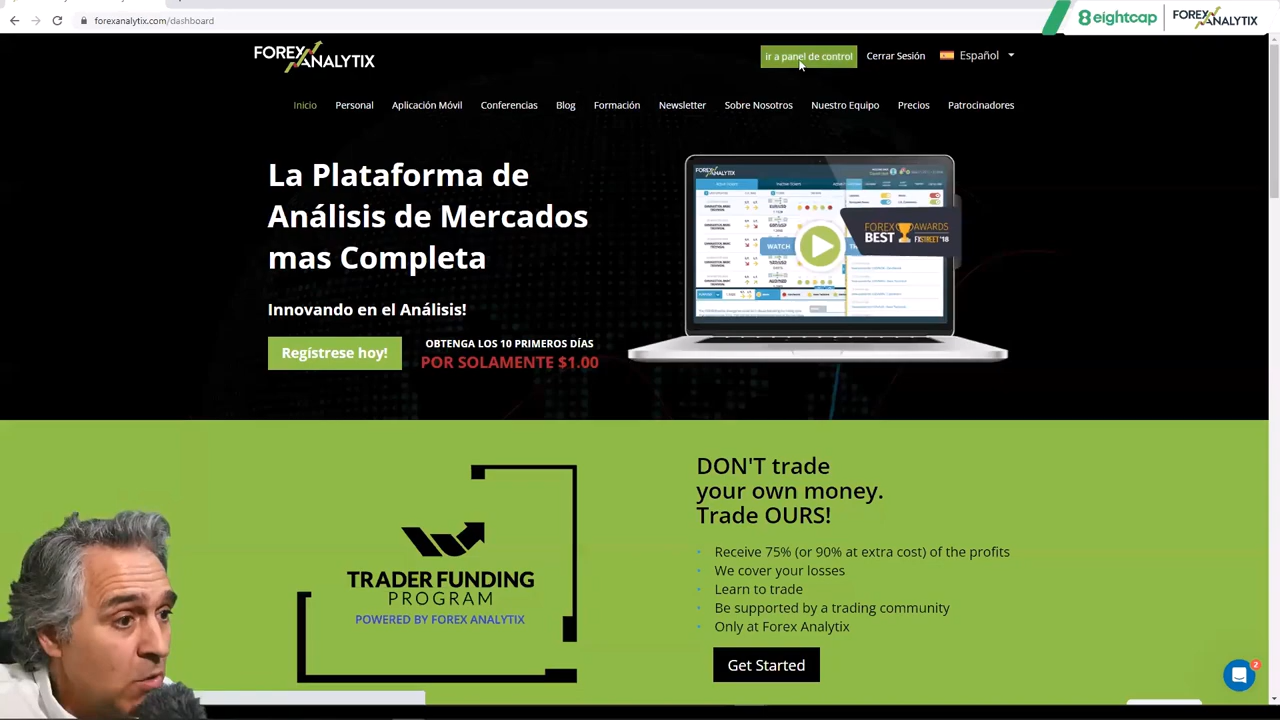 forexanalytix.com/dashboard
8eightcap
FOREX ANALYTIX
FOREX ANALYTIX
ir a panel de control
Cerrar Sesión
Español
Inicio
Personal
Aplicación Móvil
Conferencias
Blog
Formación
Newsletter
Sobre Nosotros
Nuestro Equipo
Precios
Patrocinadores
La Plataforma de
Análisis de Mercados
mas Completa
Innovando en el Análisis!
Regístrese hoy!
OBTENGA LOS 10 PRIMEROS DÍAS
POR SOLAMENTE $1.00
WATCH
FOREX AWARDS
BEST FXSTREET '18
TRADER FUNDING
PROGRAM
POWERED BY FOREX ANALYTIX
DON'T trade
your own money.
Trade OURS!
Receive 75% (or 90% at extra cost) of the profits
We cover your losses
Learn to trade
Be supported by a trading community
Only at Forex Analytix
Get Started
2